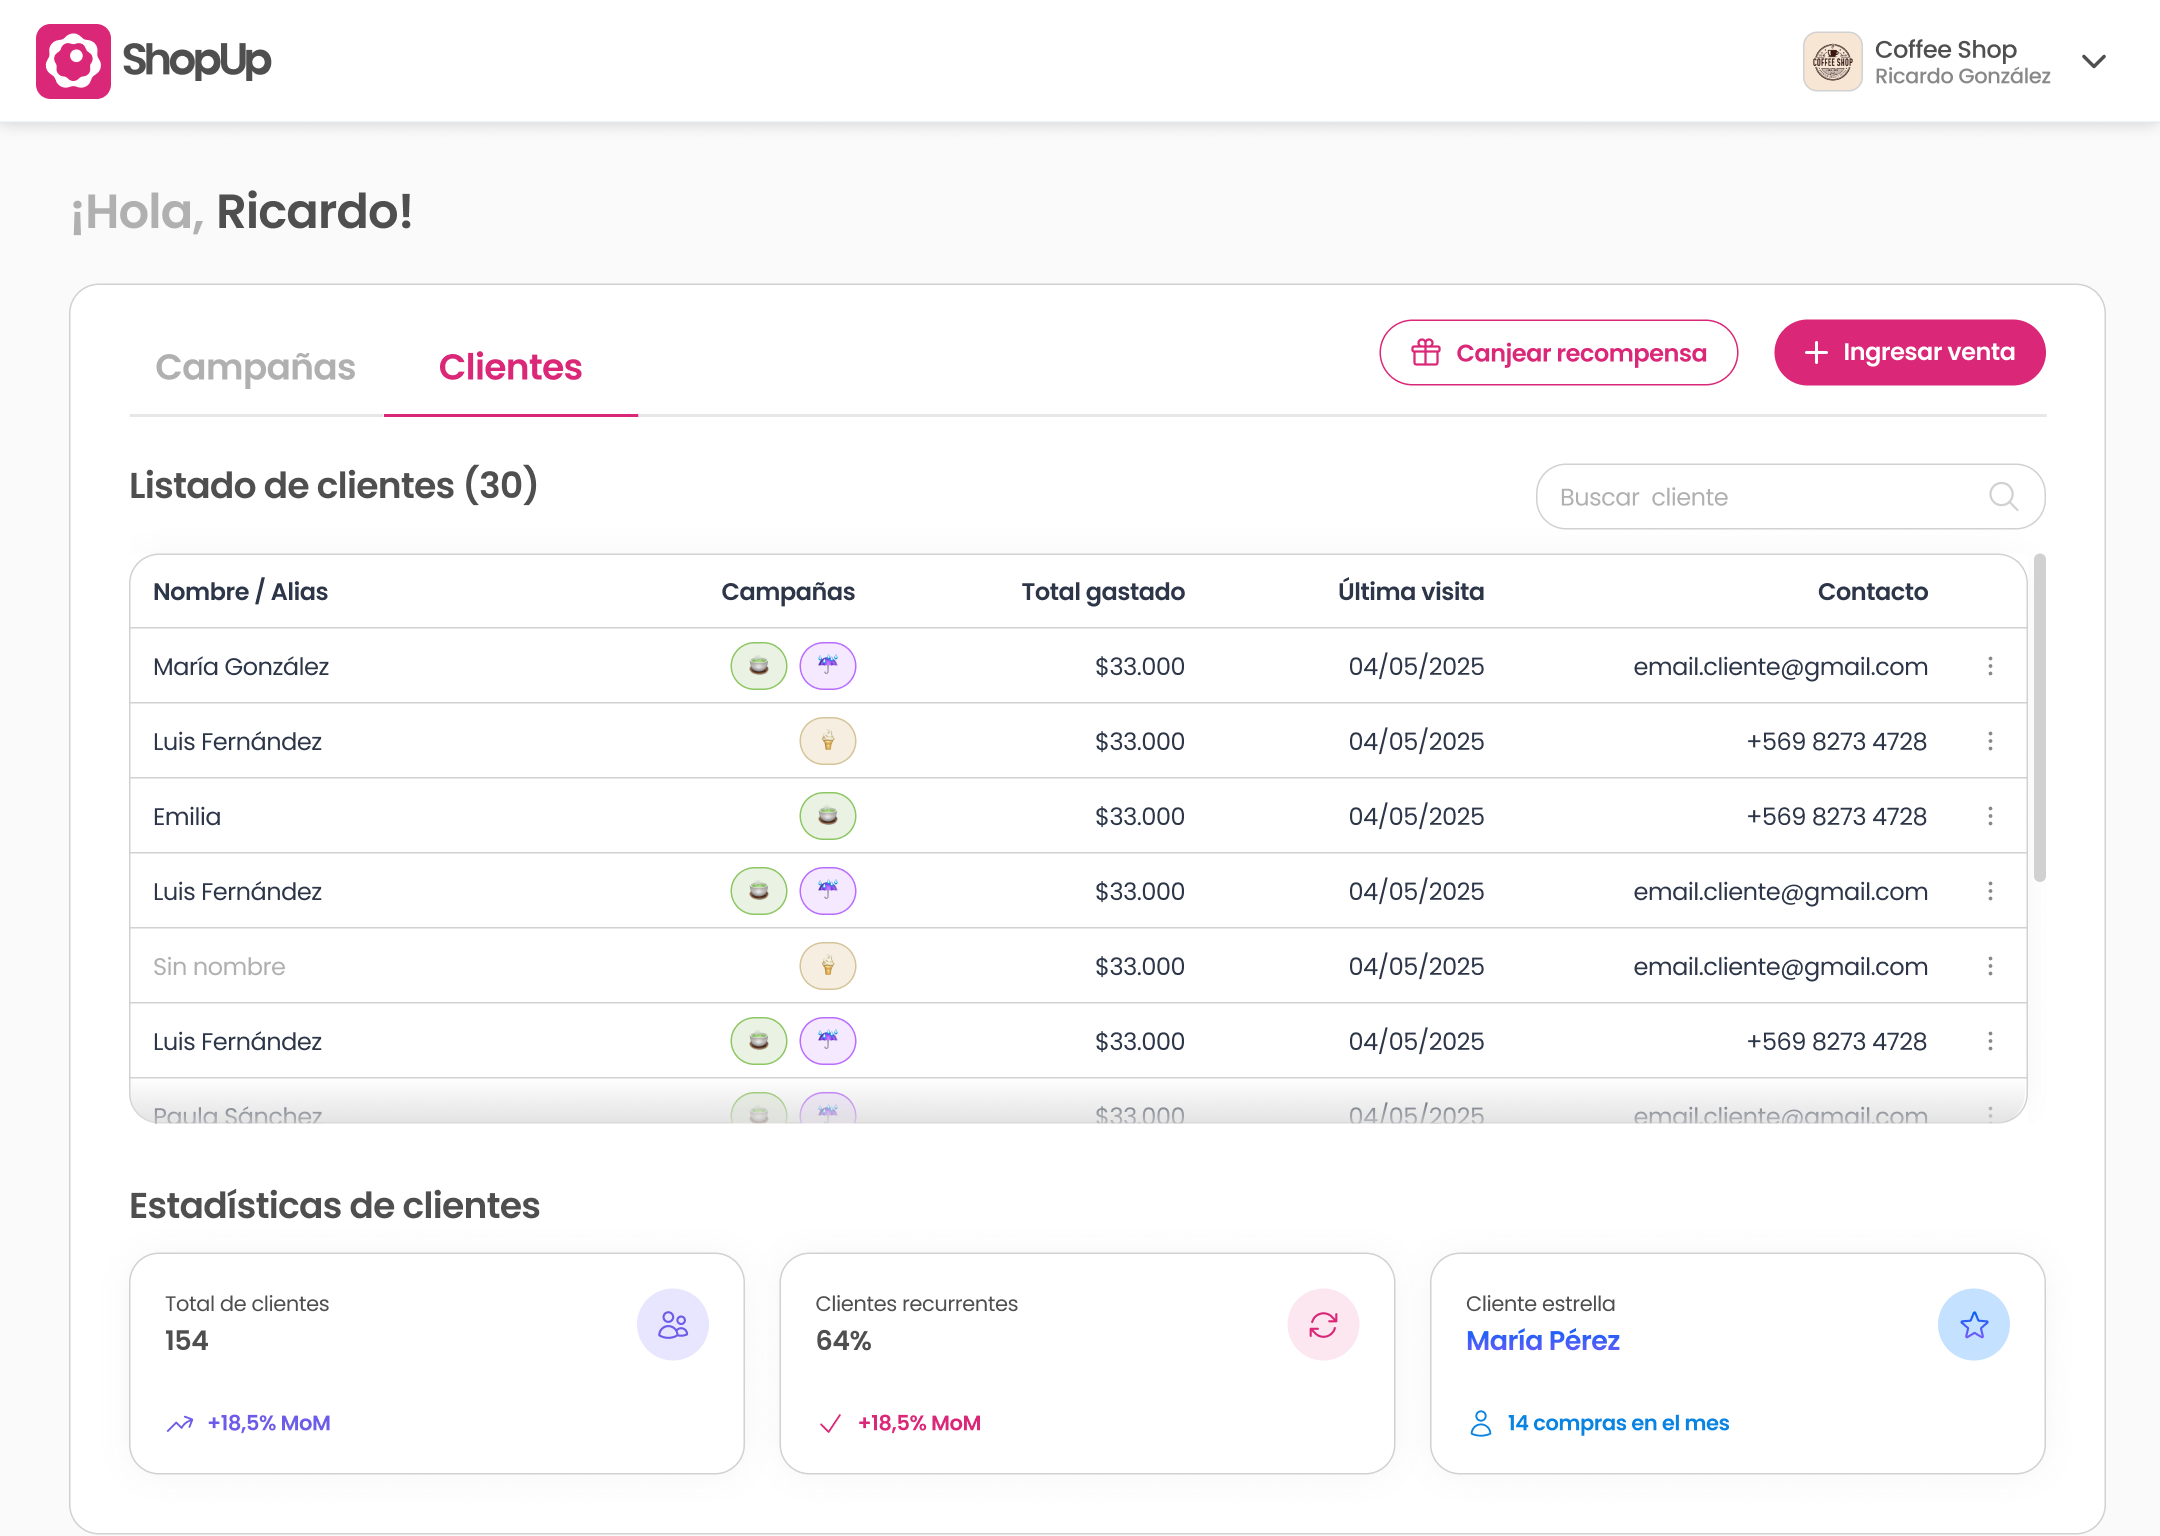 ShopUp
COFFEE SHOP
Coffee Shop
Ricardo González
¡Hola, Ricardo!
Campañas Clientes
Canjear recompensa
Ingresar venta
Listado de clientes (30)
Buscar cliente
Nombre / Alias Campañas Total gastado Última visita Contacto
María González $33.000 04/05/2025 email.cliente@gmail.com
Luis Fernández $33.000 04/05/2025 +569 8273 4728
Emilia $33.000 04/05/2025 +569 8273 4728
Luis Fernández $33.000 04/05/2025 email.cliente@gmail.com
Sin nombre $33.000 04/05/2025 email.cliente@gmail.com
Luis Fernández $33.000 04/05/2025 +569 8273 4728
Paula Sánchez $33.000 04/05/2025 email.cliente@gmail.com
Estadísticas de clientes
Total de clientes
154
+18,5% MoM
Clientes recurrentes
64%
+18,5% MoM
Cliente estrella
María Pérez
14 compras en el mes